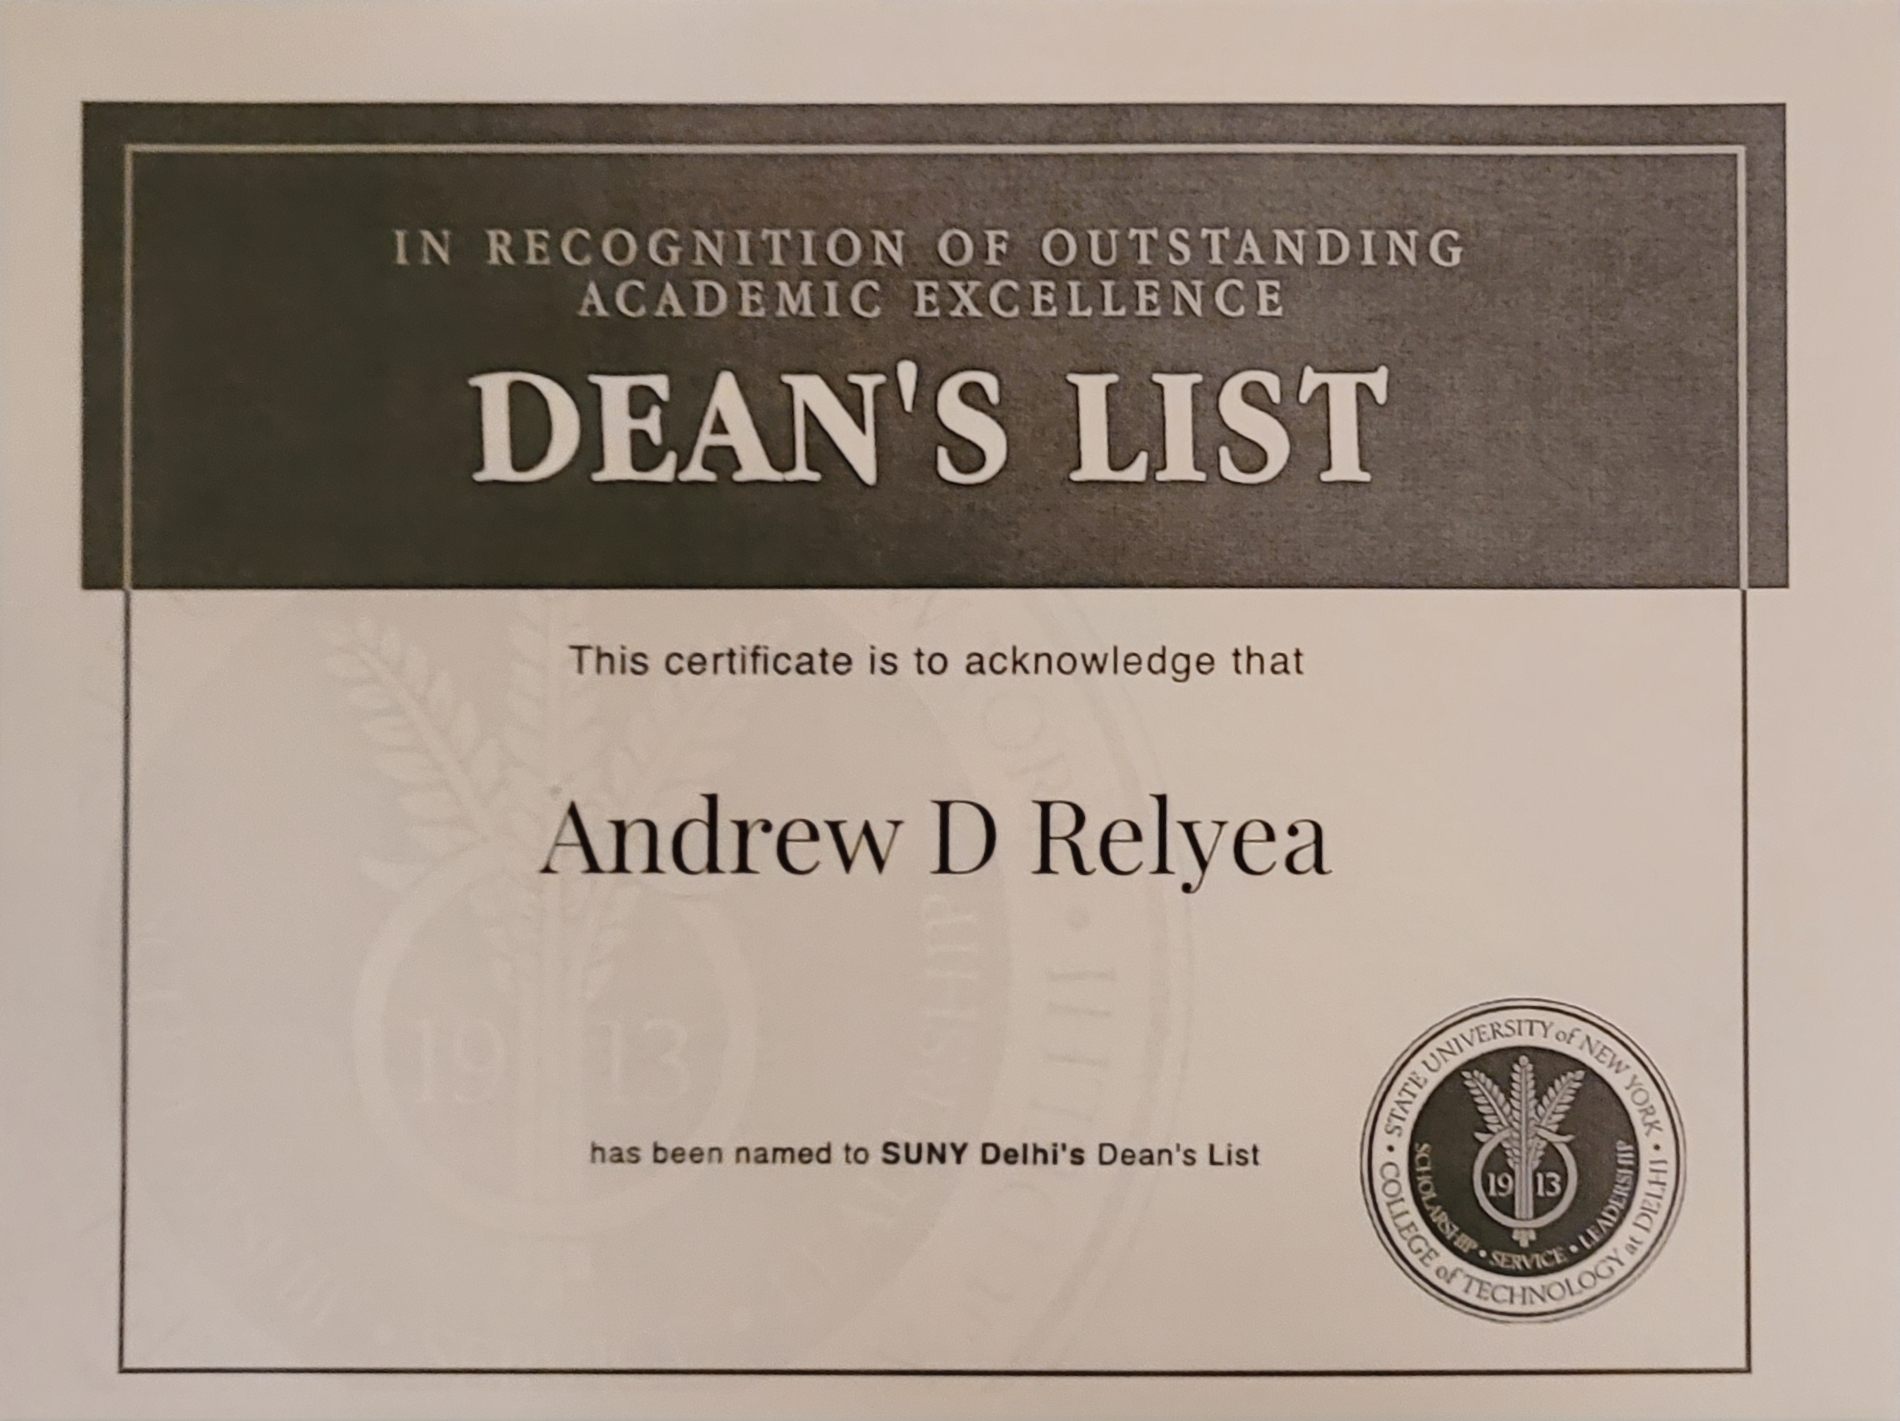 IN RECOGNITION OF OUTSTANDING
ACADEMIC EXCELLENCE
DEAN'S LIST
This certificate is to acknowledge that
Andrew D Relyea
has been named to SUNY Delhi's Dean's List
STATE UNIVERSITY of NEW YORK
COLLEGE of TECHNOLOGY at DELHI
SCHOLARSHIP • SERVICE • LEADERSHIP
19 13
19 13